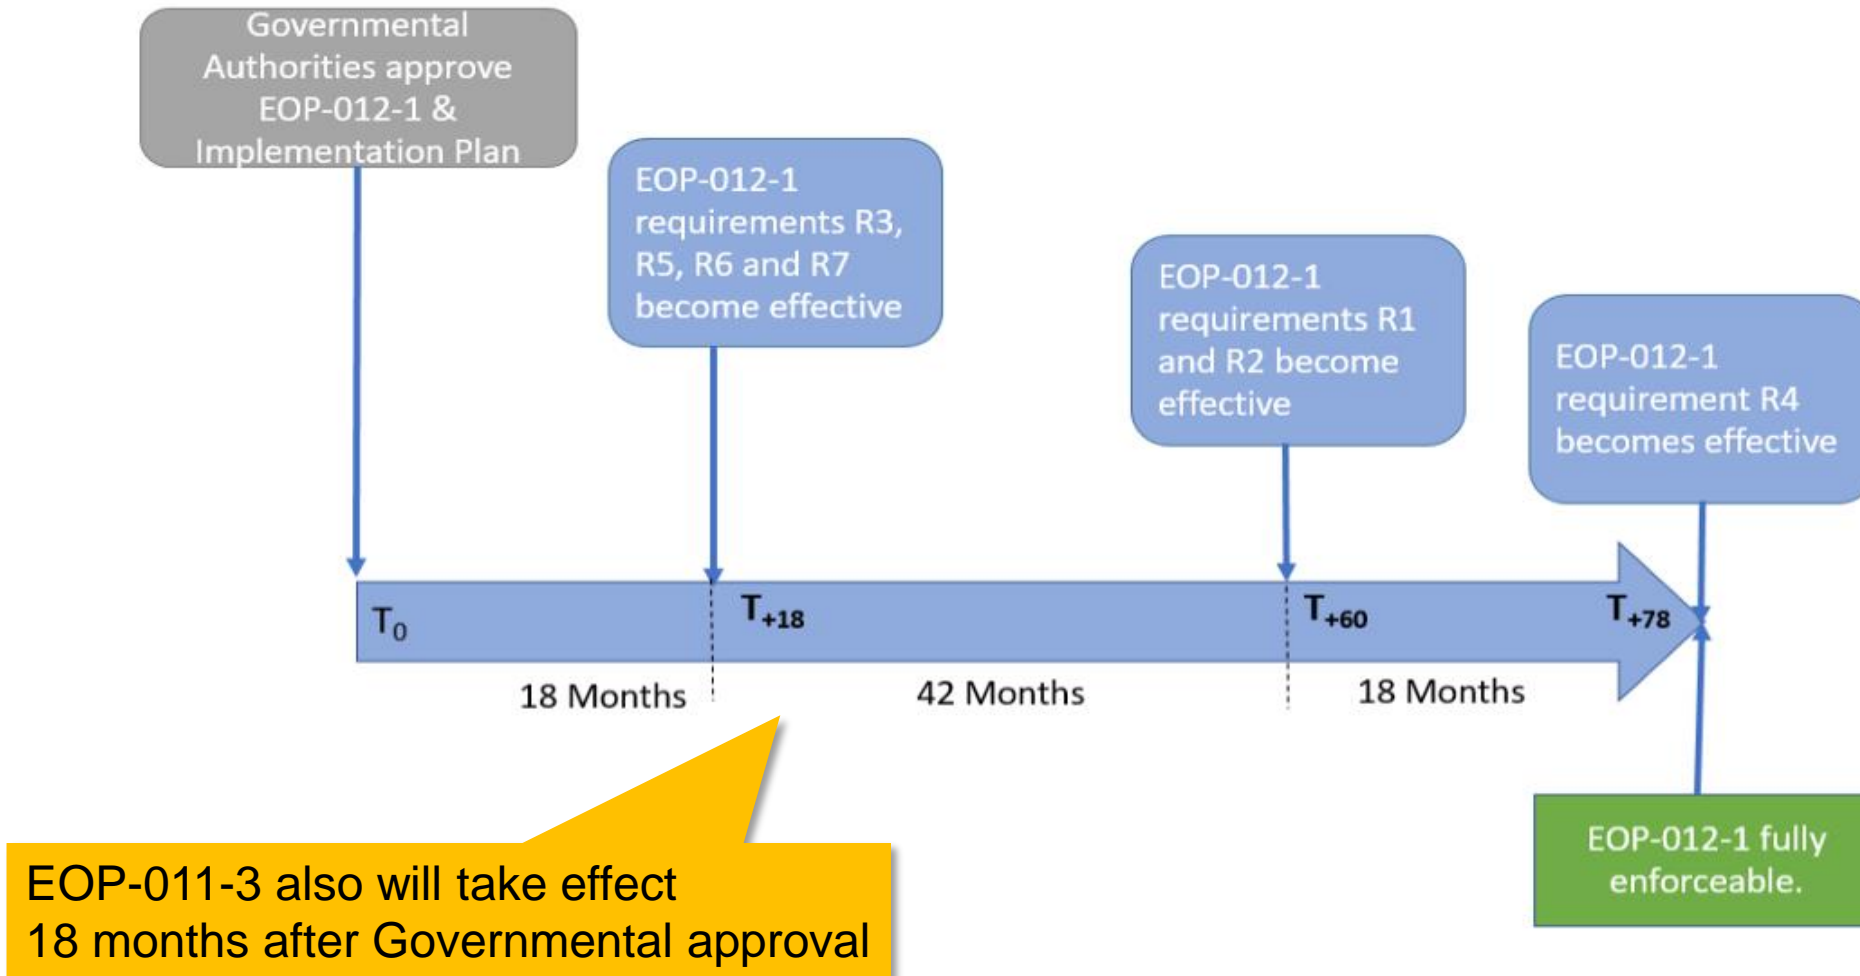 Governmental
Authorities approve
EOP-012-1 &
Implementation Plan
EOP-012-1
requirements R3,
R5, R6 and R7
become effective
EOP-012-1
requirements R1
and R2 become
effective
EOP-012-1
requirement R4
becomes effective
T0
T+18
T+60
T+78
18 Months
42 Months
18 Months
EOP-011-3 also will take effect
18 months after Governmental approval
EOP-012-1 fully
enforceable.